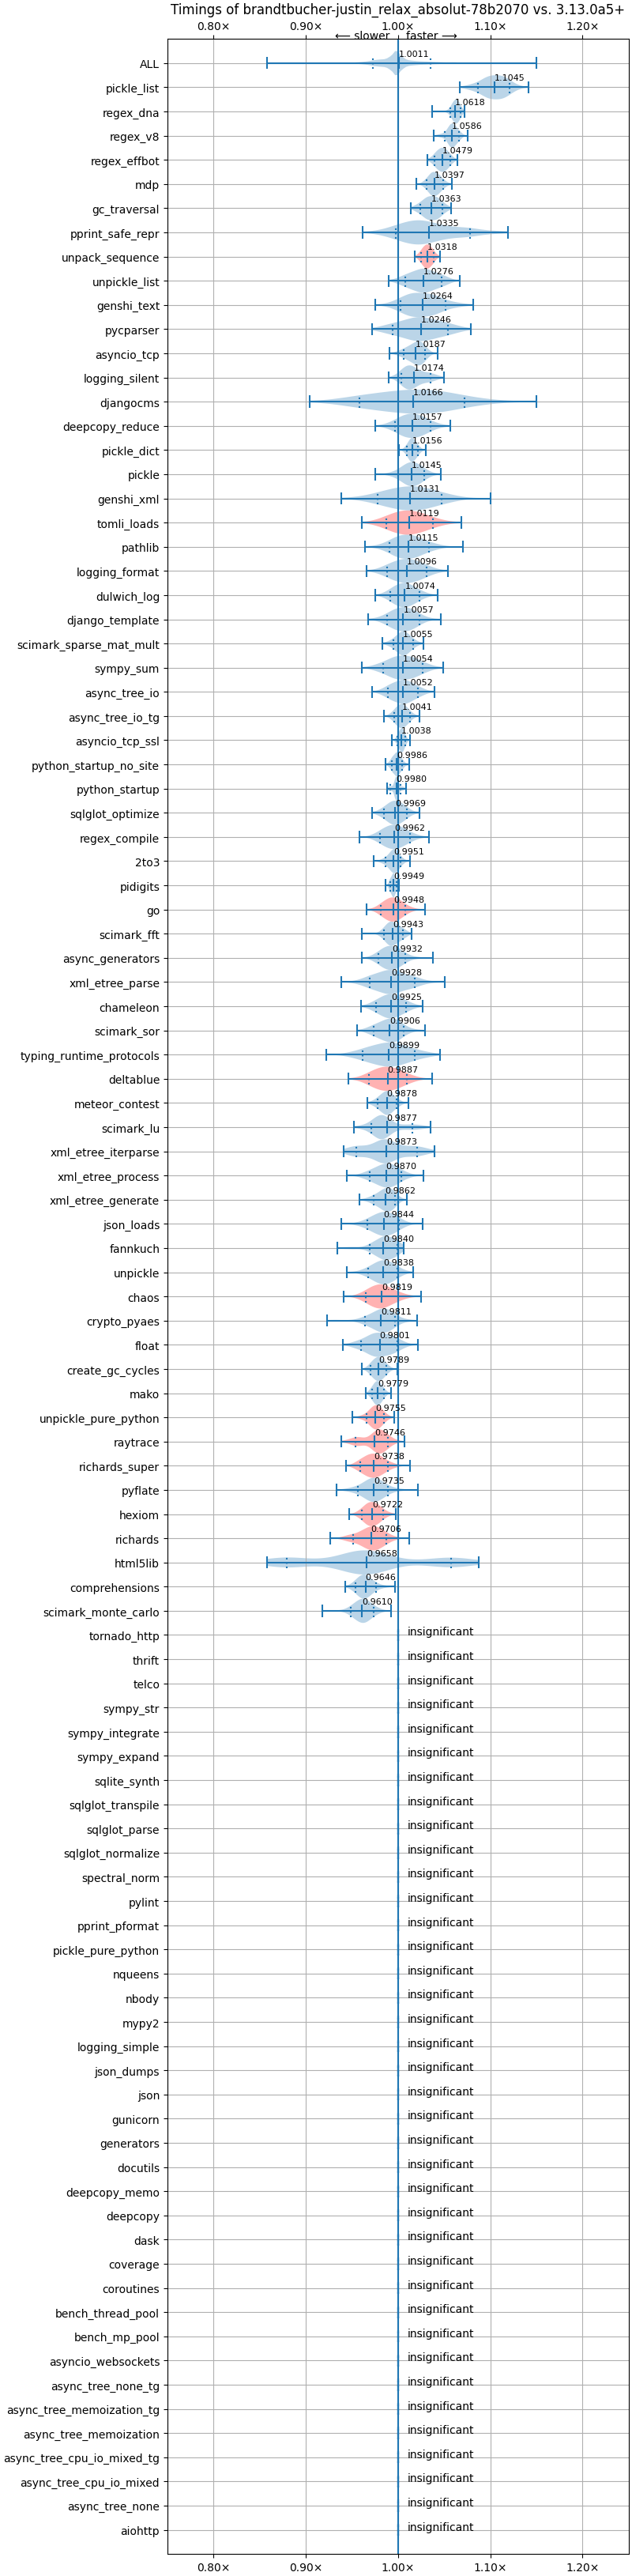 Timings of brandtbucher-justin_relax_absolut-78b2070 vs. 3.13.0a5+
0.80× 0.90× 1.00× 1.10× 1.20×
⟵ slower faster ⟶
ALL 1.0011
pickle_list 1.1045
regex_dna 1.0618
regex_v8 1.0586
regex_effbot 1.0479
mdp 1.0397
gc_traversal 1.0363
pprint_safe_repr 1.0335
unpack_sequence 1.0318
unpickle_list 1.0276
genshi_text 1.0264
pycparser 1.0246
asyncio_tcp 1.0187
logging_silent 1.0174
djangocms 1.0166
deepcopy_reduce 1.0157
pickle_dict 1.0156
pickle 1.0145
genshi_xml 1.0131
tomli_loads 1.0119
pathlib 1.0115
logging_format 1.0096
dulwich_log 1.0074
django_template 1.0057
scimark_sparse_mat_mult 1.0055
sympy_sum 1.0054
async_tree_io 1.0052
async_tree_io_tg 1.0041
asyncio_tcp_ssl 1.0038
python_startup_no_site 0.9986
python_startup 0.9980
sqlglot_optimize 0.9969
regex_compile 0.9962
2to3 0.9951
pidigits 0.9949
go 0.9948
scimark_fft 0.9943
async_generators 0.9932
xml_etree_parse 0.9928
chameleon 0.9925
scimark_sor 0.9906
typing_runtime_protocols 0.9899
deltablue 0.9887
meteor_contest 0.9878
scimark_lu 0.9877
xml_etree_iterparse 0.9873
xml_etree_process 0.9870
xml_etree_generate 0.9862
json_loads 0.9844
fannkuch 0.9840
unpickle 0.9838
chaos 0.9819
crypto_pyaes 0.9811
float 0.9801
create_gc_cycles 0.9789
mako 0.9779
unpickle_pure_python 0.9755
raytrace 0.9746
richards_super 0.9738
pyflate 0.9735
hexiom 0.9722
richards 0.9706
html5lib 0.9658
comprehensions 0.9646
scimark_monte_carlo 0.9610
tornado_http insignificant
thrift insignificant
telco insignificant
sympy_str insignificant
sympy_integrate insignificant
sympy_expand insignificant
sqlite_synth insignificant
sqlglot_transpile insignificant
sqlglot_parse insignificant
sqlglot_normalize insignificant
spectral_norm insignificant
pylint insignificant
pprint_pformat insignificant
pickle_pure_python insignificant
nqueens insignificant
nbody insignificant
mypy2 insignificant
logging_simple insignificant
json_dumps insignificant
json insignificant
gunicorn insignificant
generators insignificant
docutils insignificant
deepcopy_memo insignificant
deepcopy insignificant
dask insignificant
coverage insignificant
coroutines insignificant
bench_thread_pool insignificant
bench_mp_pool insignificant
asyncio_websockets insignificant
async_tree_none_tg insignificant
async_tree_memoization_tg insignificant
async_tree_memoization insignificant
async_tree_cpu_io_mixed_tg insignificant
async_tree_cpu_io_mixed insignificant
async_tree_none insignificant
aiohttp insignificant
0.80× 0.90× 1.00× 1.10× 1.20×